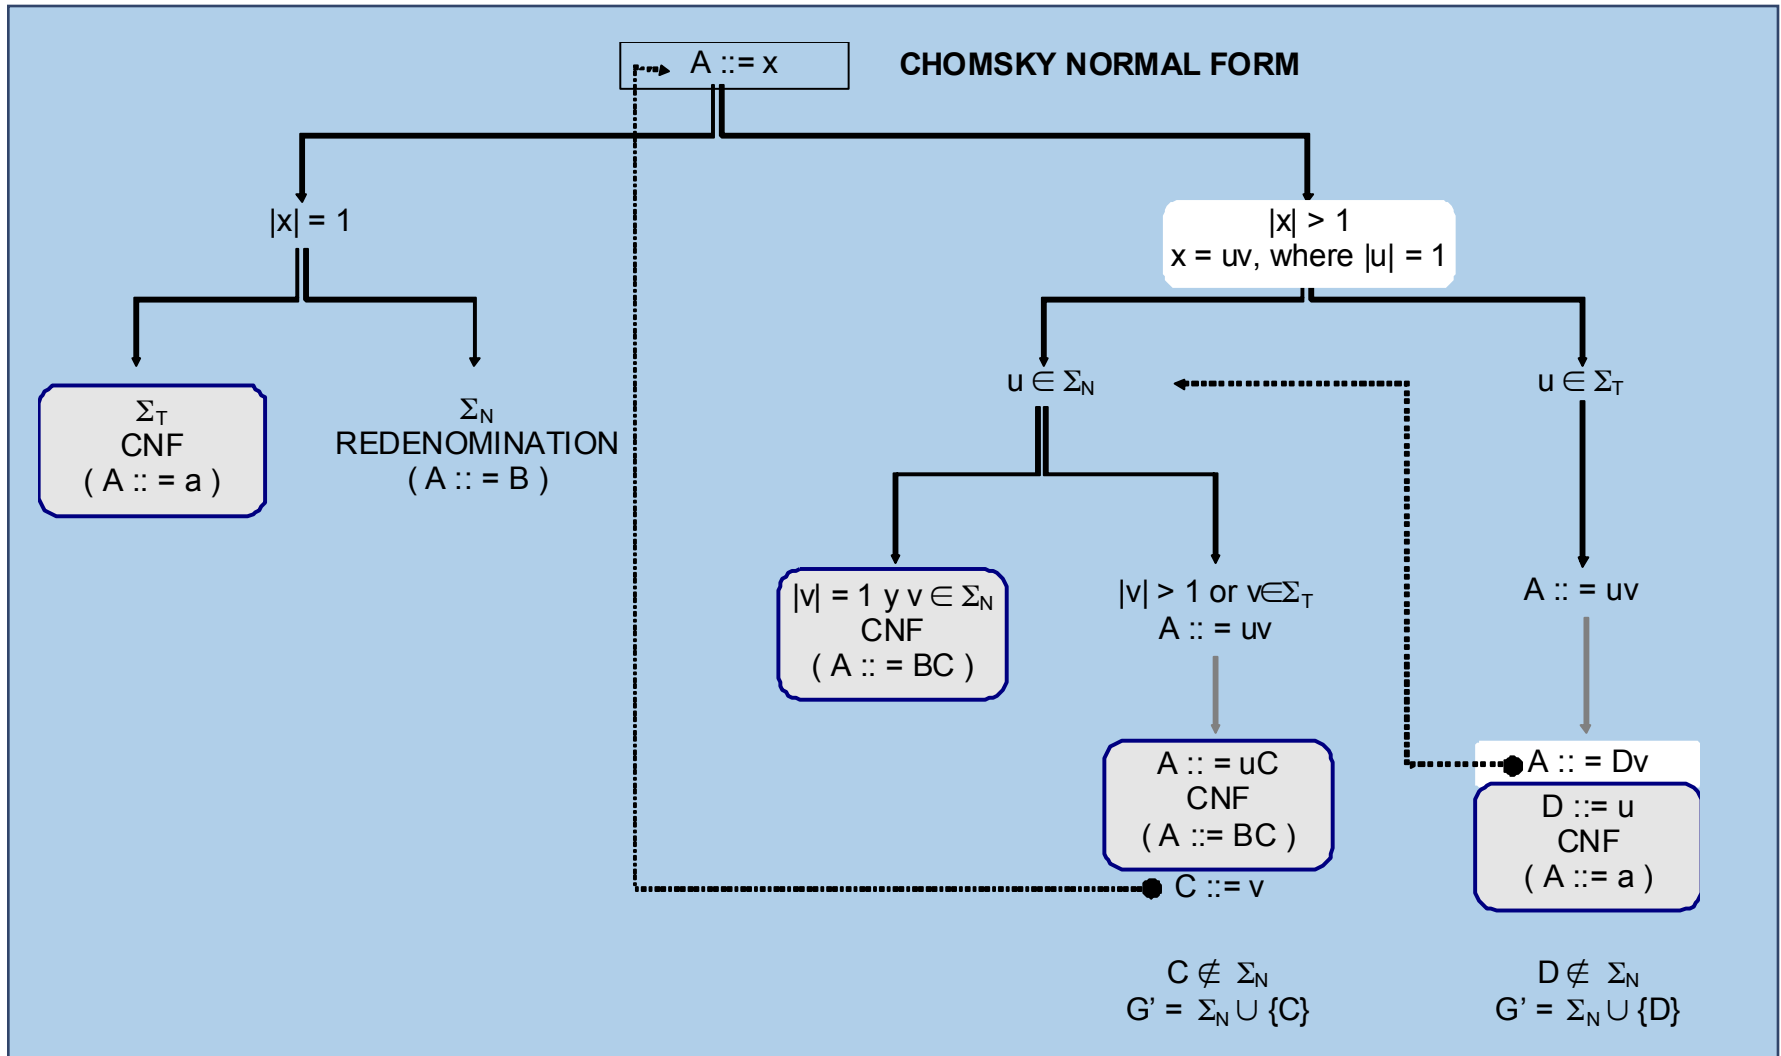 A ::= x
CHOMSKY NORMAL FORM
|x| = 1
|x| > 1
x = uv, where |u| = 1
Σ_T
CNF
( A :: = a )
Σ_N
REDENOMINATION
( A :: = B )
u ∈ Σ_N
u ∈ Σ_T
|v| = 1 y v ∈ Σ_N
CNF
( A :: = BC )
|v| > 1 or v∈Σ_T
A :: = uv
A :: = uv
A :: = uC
CNF
( A ::= BC )
C ::= v
A :: = Dv
D ::= u
CNF
( A ::= a )
C ∉ Σ_N
G’ = Σ_N ∪ {C}
D ∉ Σ_N
G’ = Σ_N ∪ {D}